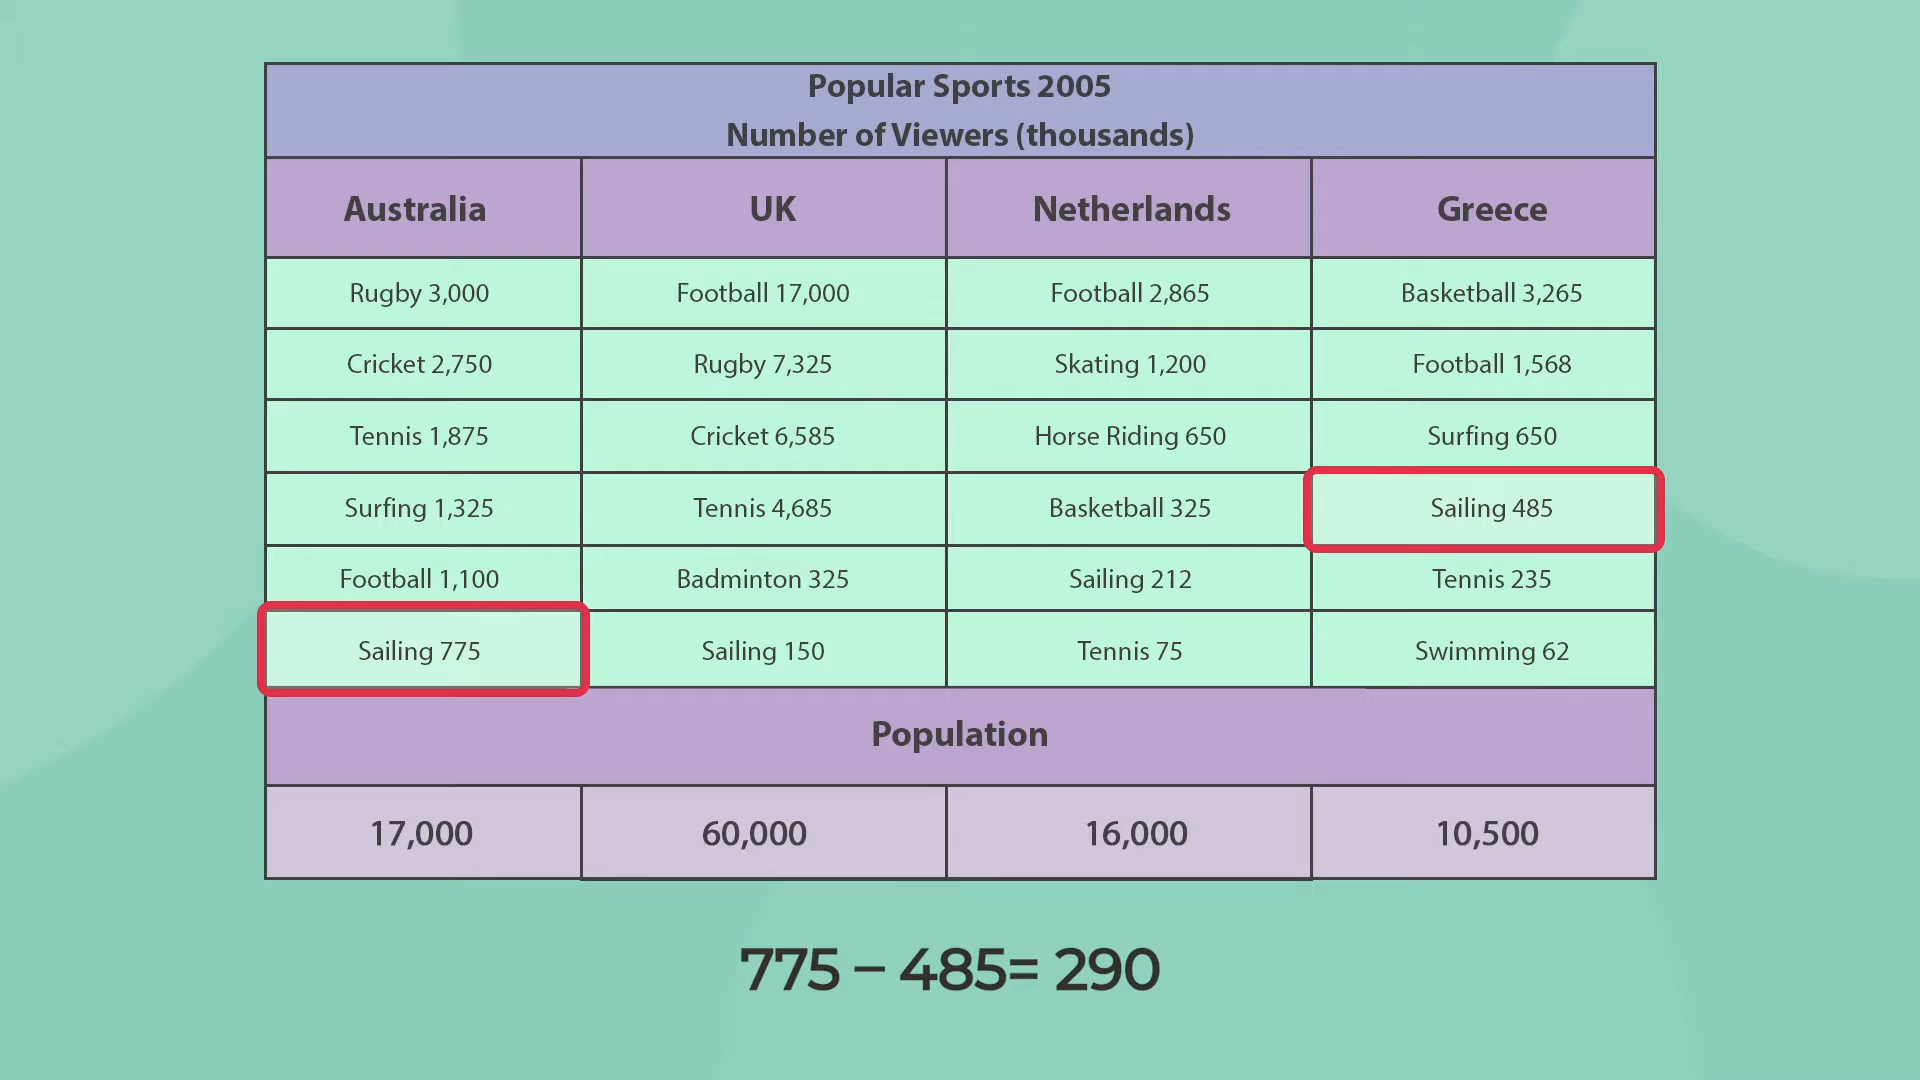 Popular Sports 2005
Number of Viewers (thousands)
Australia UK Netherlands Greece
Rugby 3,000 Football 17,000 Football 2,865 Basketball 3,265
Cricket 2,750 Rugby 7,325 Skating 1,200 Football 1,568
Tennis 1,875 Cricket 6,585 Horse Riding 650 Surfing 650
Surfing 1,325 Tennis 4,685 Basketball 325 Sailing 485
Football 1,100 Badminton 325 Sailing 212 Tennis 235
Sailing 775 Sailing 150 Tennis 75 Swimming 62
Population
17,000 60,000 16,000 10,500
775 – 485= 290